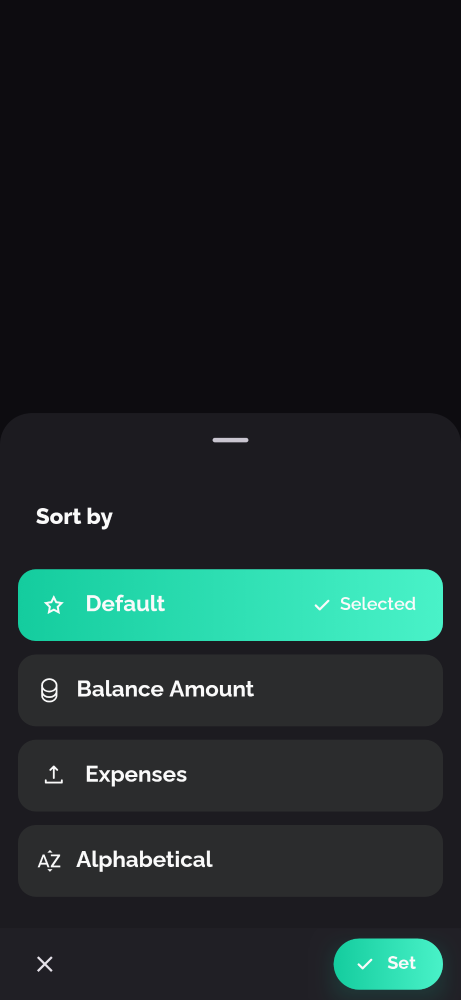 Sort by
Default
Selected
Balance Amount
Expenses
Alphabetical
Set